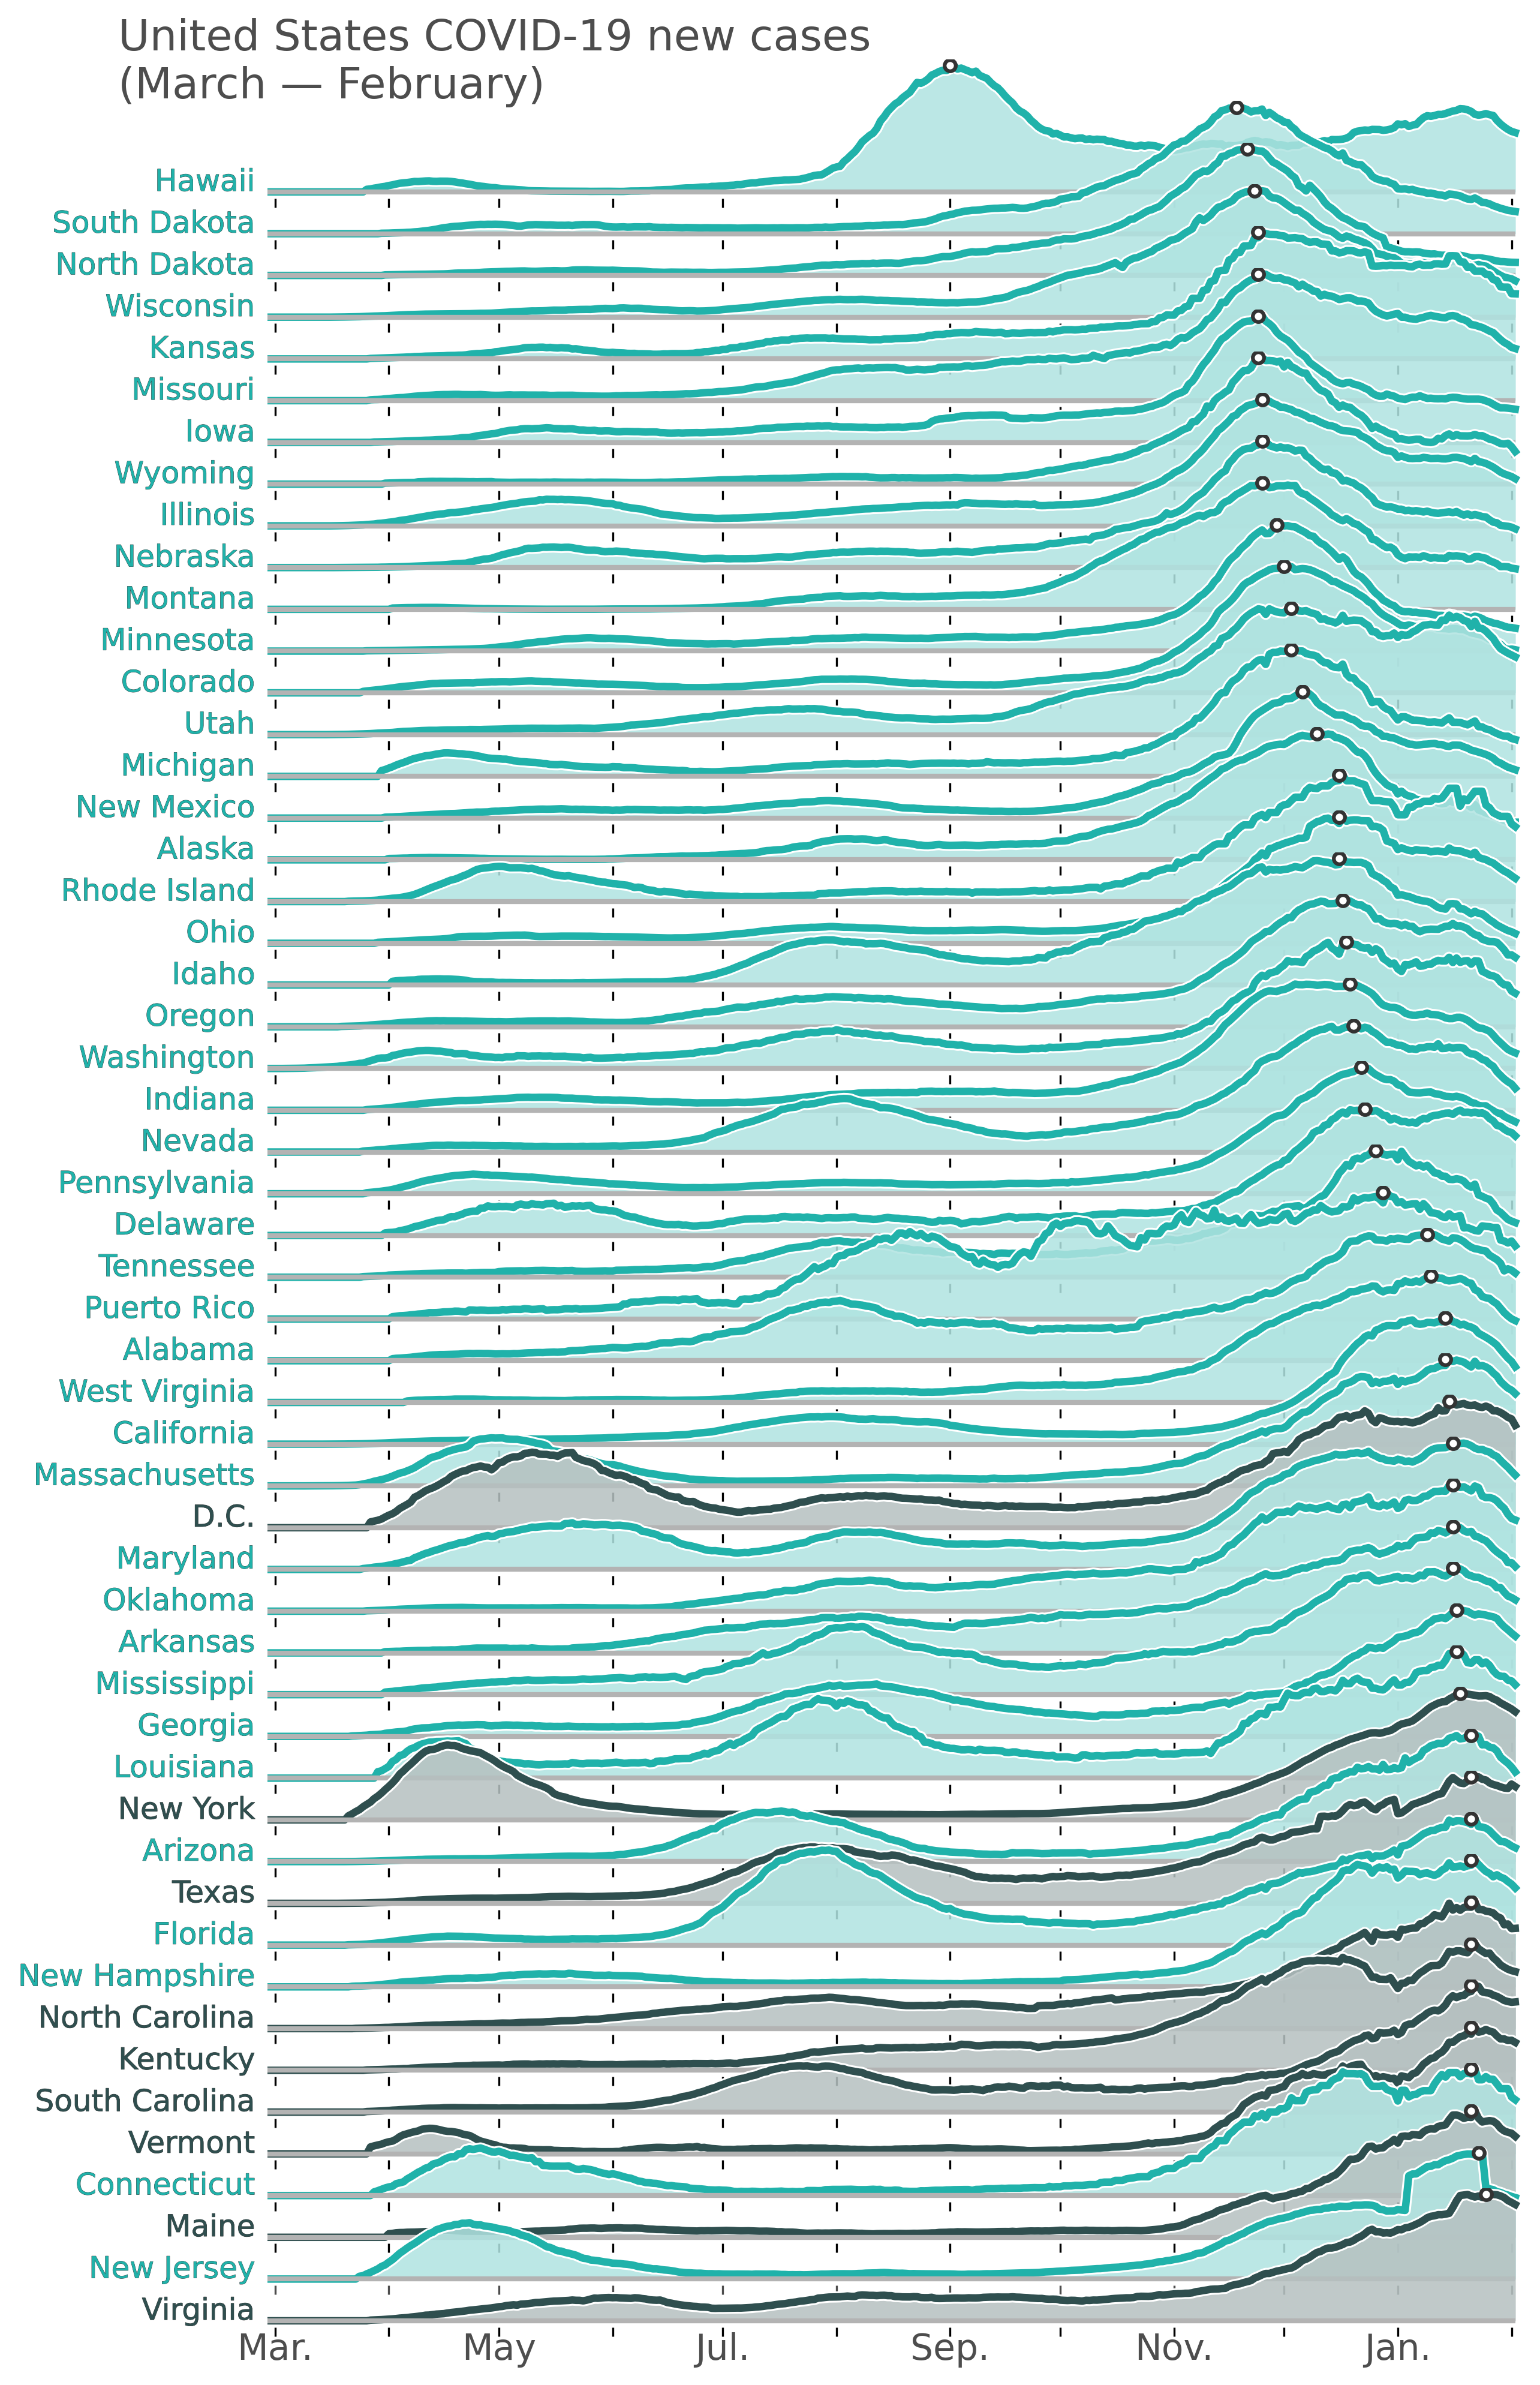 United States COVID-19 new cases
(March — February)
Hawaii
South Dakota
North Dakota
Wisconsin
Kansas
Missouri
Iowa
Wyoming
Illinois
Nebraska
Montana
Minnesota
Colorado
Utah
Michigan
New Mexico
Alaska
Rhode Island
Ohio
Idaho
Oregon
Washington
Indiana
Nevada
Pennsylvania
Delaware
Tennessee
Puerto Rico
Alabama
West Virginia
California
Massachusetts
D.C.
Maryland
Oklahoma
Arkansas
Mississippi
Georgia
Louisiana
New York
Arizona
Texas
Florida
New Hampshire
North Carolina
Kentucky
South Carolina
Vermont
Connecticut
Maine
New Jersey
Virginia
Mar. May Jul. Sep. Nov. Jan.